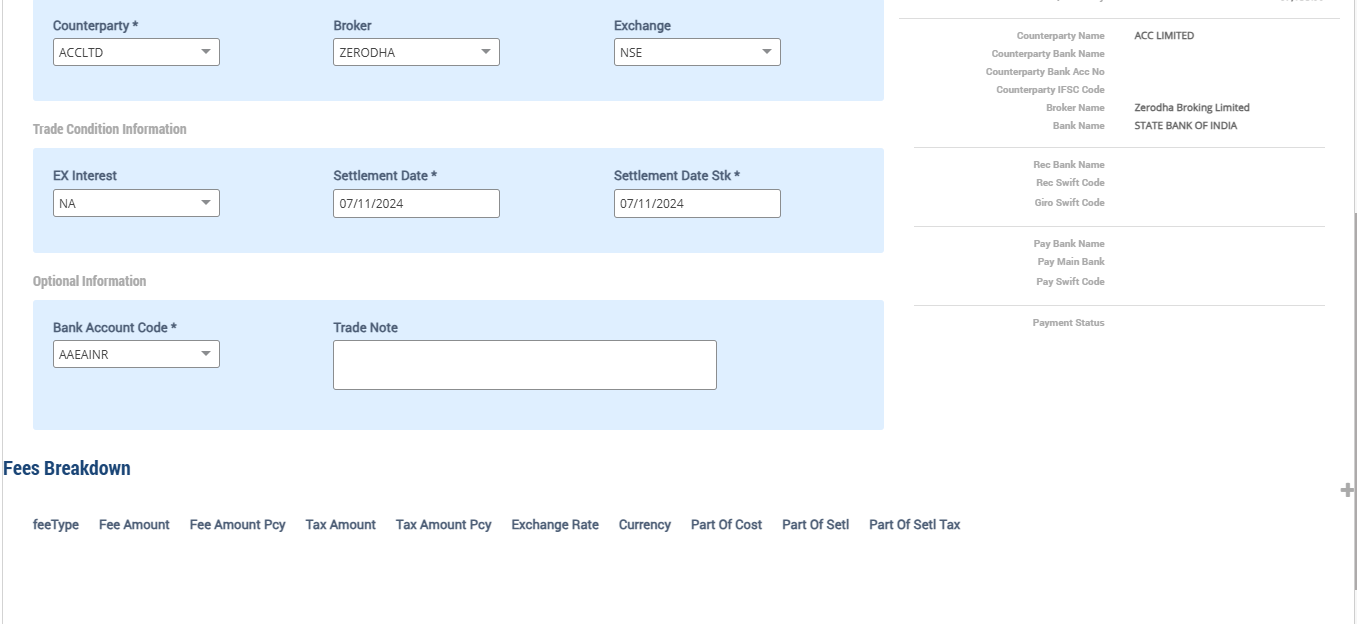 Counterparty * Broker Exchange
ACCLTD ZERODHA NSE
Trade Condition Information
EX Interest Settlement Date * Settlement Date Stk *
NA 07/11/2024 07/11/2024
Optional Information
Bank Account Code * Trade Note
AAEAINR
Counterparty Name ACC LIMITED
Counterparty Bank Name
Counterparty Bank Acc No
Counterparty IFSC Code
Broker Name Zerodha Broking Limited
Bank Name STATE BANK OF INDIA
Rec Bank Name
Rec Swift Code
Giro Swift Code
Pay Bank Name
Pay Main Bank
Pay Swift Code
Payment Status
Fees Breakdown
feeType Fee Amount Fee Amount Pcy Tax Amount Tax Amount Pcy Exchange Rate Currency Part Of Cost Part Of Setl Part Of Setl Tax